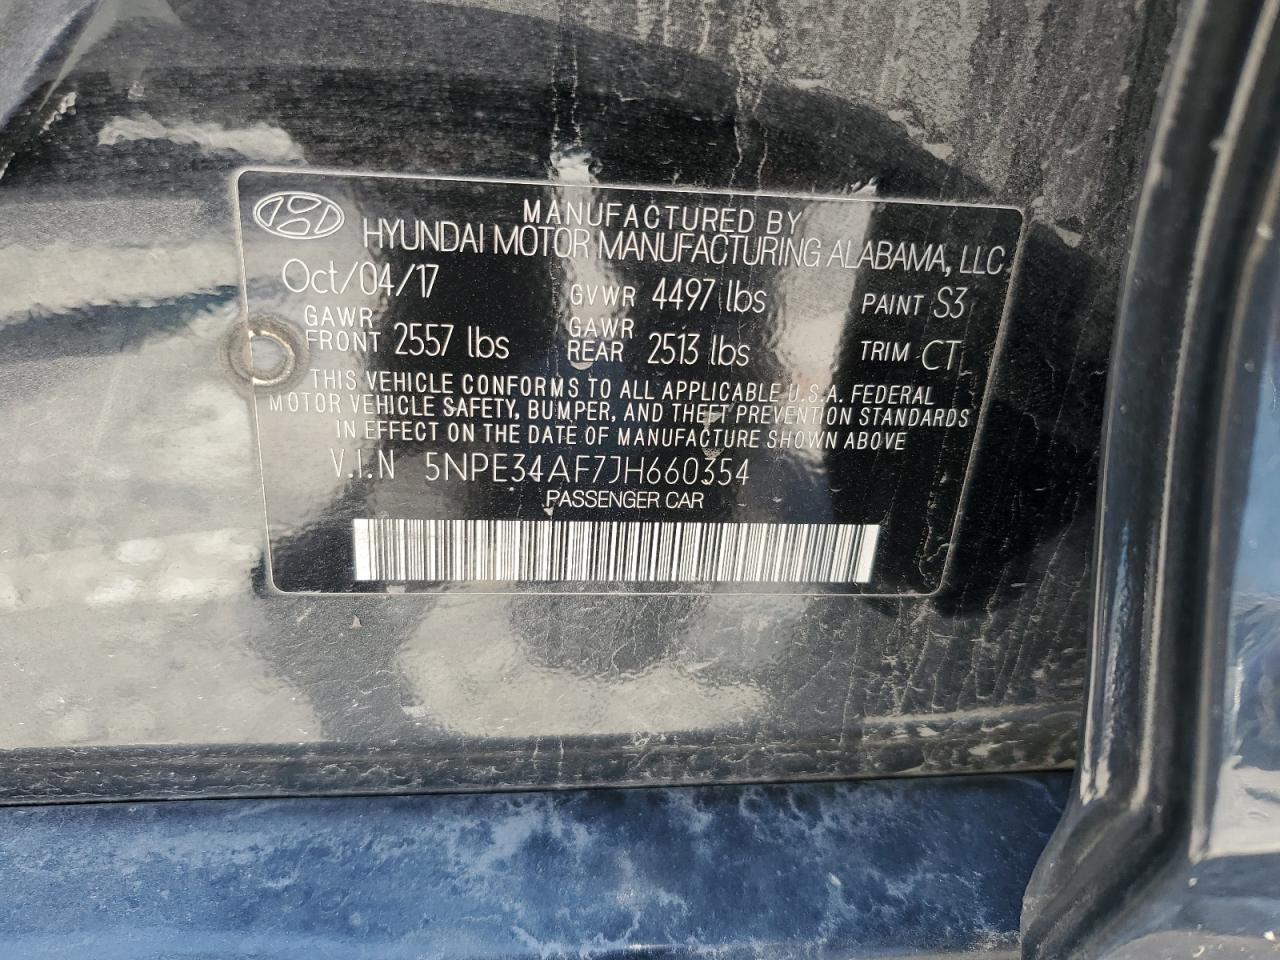 MANUFACTURED BY
HYUNDAI MOTOR MANUFACTURING ALABAMA, LLC
Oct/04/17 GVWR 4497 lbs PAINT S3
GAWR FRONT 2557 lbs GAWR REAR 2513 lbs TRIM CT
THIS VEHICLE CONFORMS TO ALL APPLICABLE U.S.A. FEDERAL
MOTOR VEHICLE SAFETY, BUMPER, AND THEFT PREVENTION STANDARDS
IN EFFECT ON THE DATE OF MANUFACTURE SHOWN ABOVE
V.I.N 5NPE34AF7JH660354
PASSENGER CAR